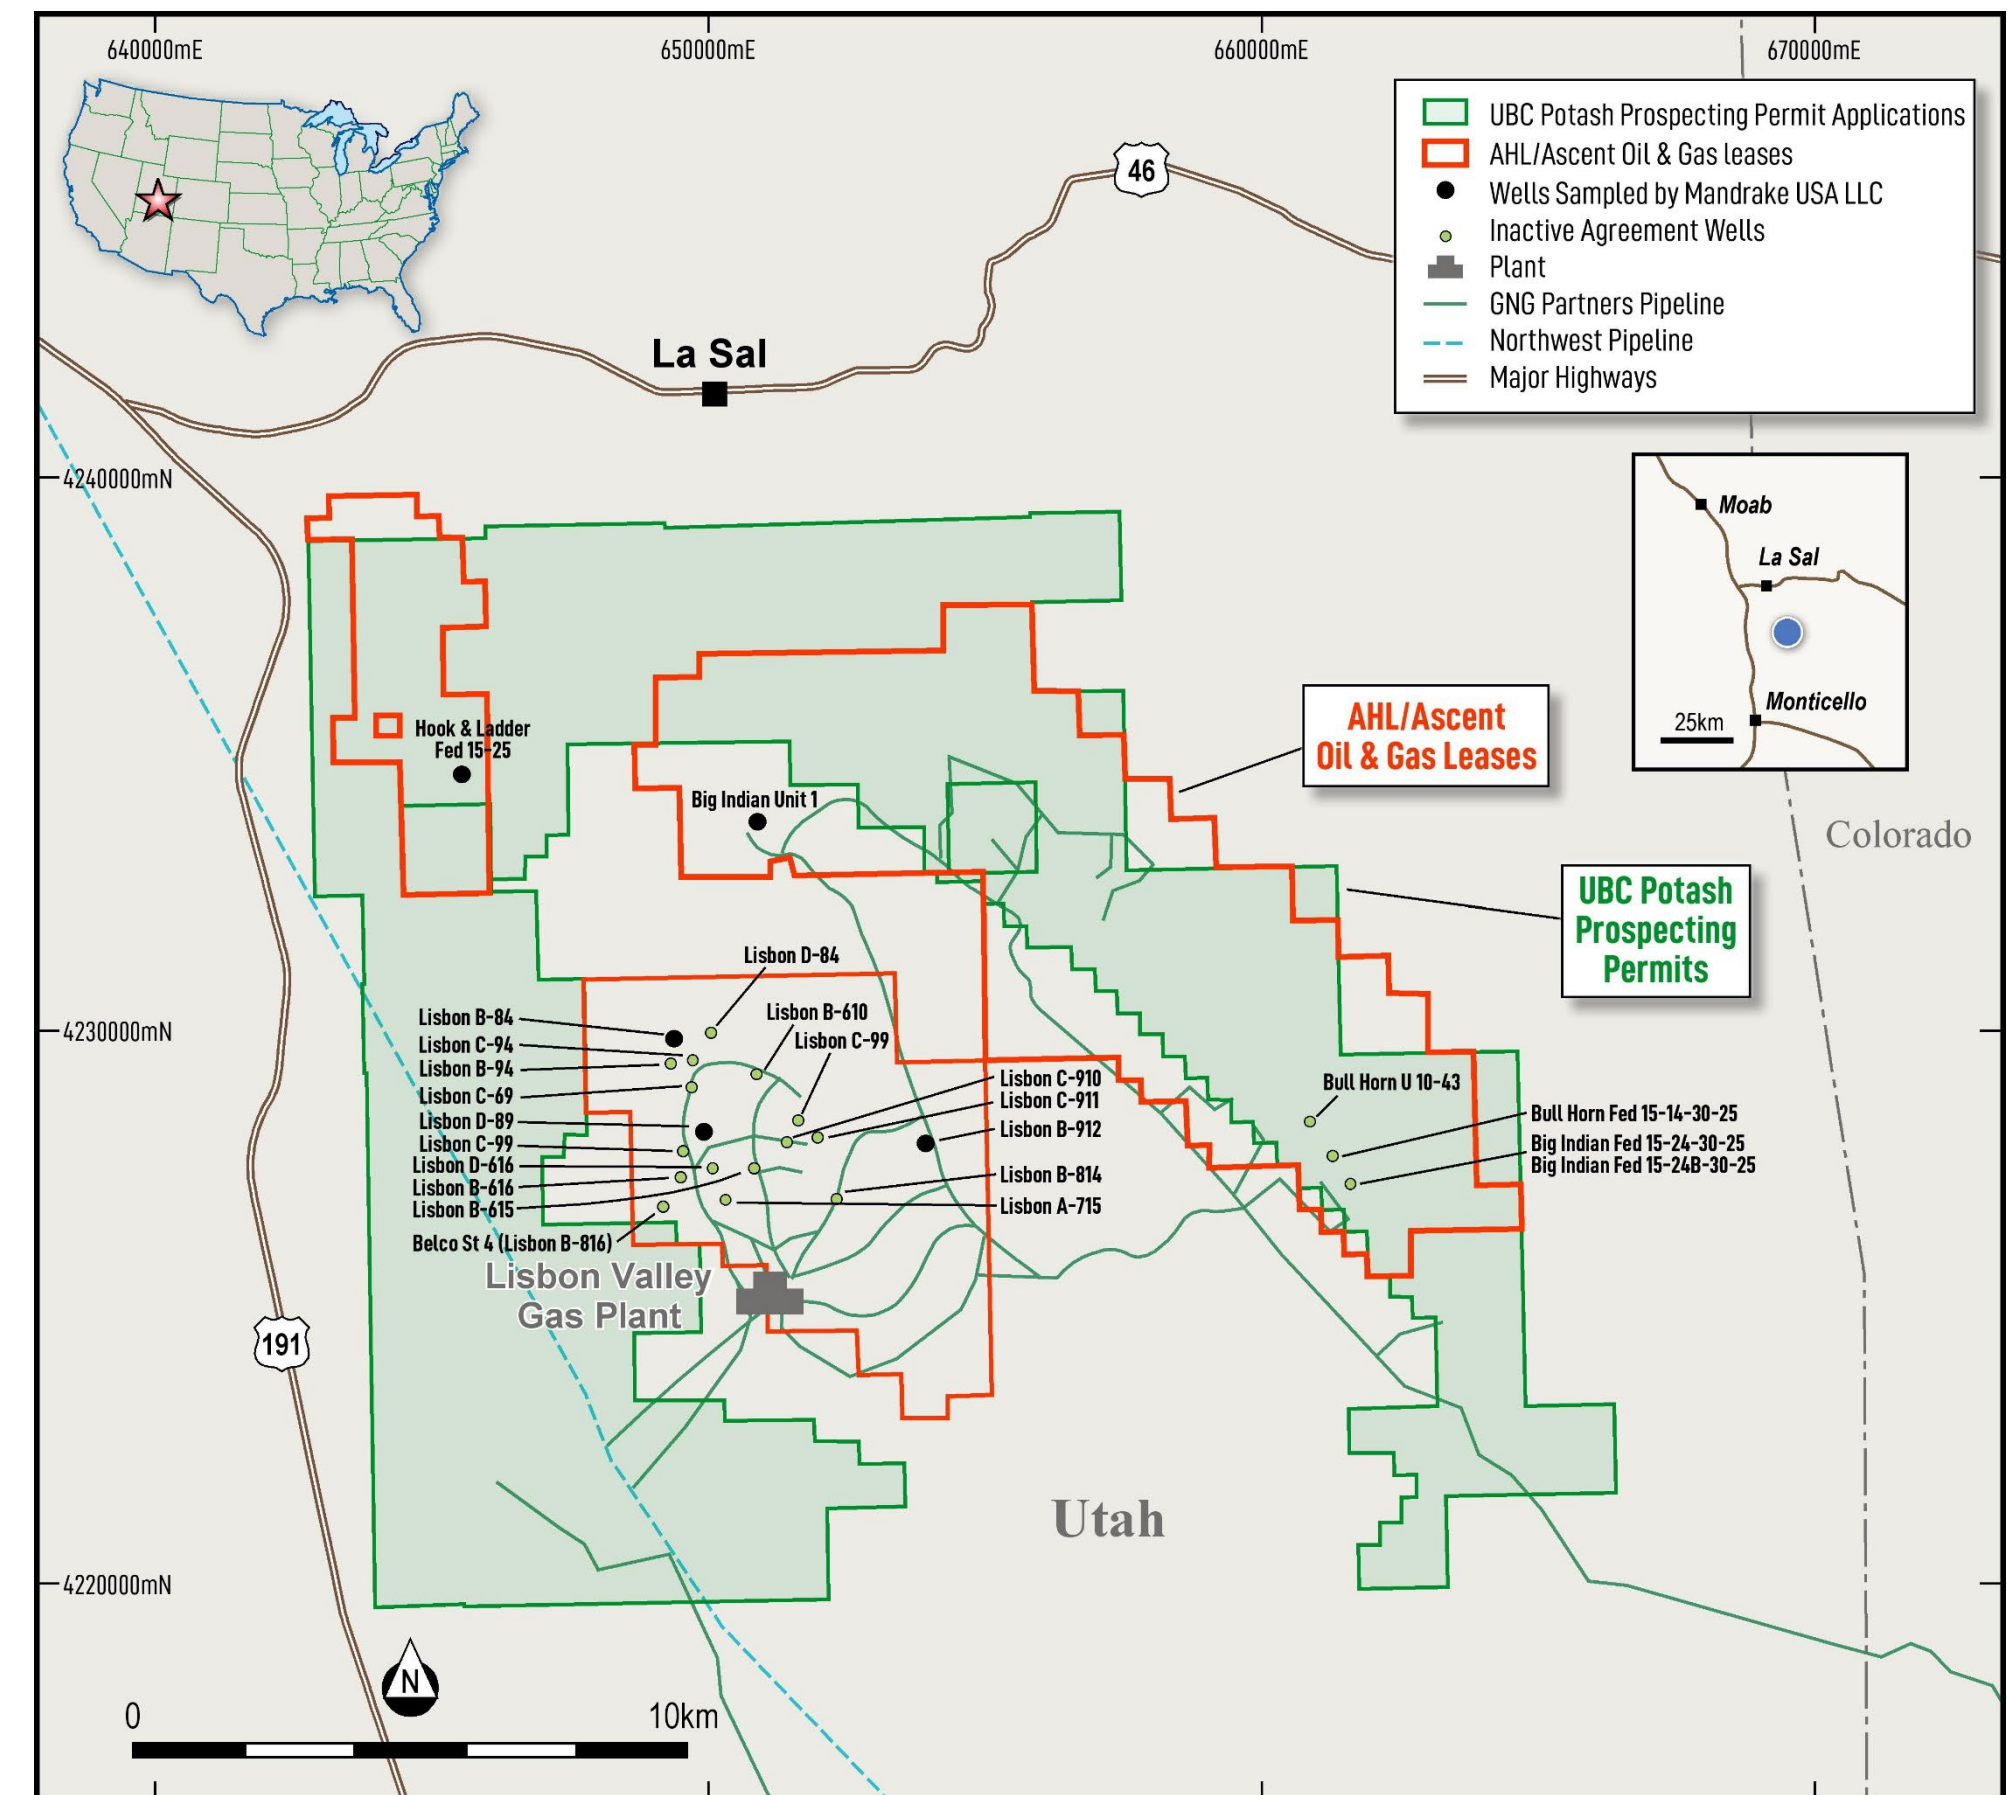 640000mE
650000mE
660000mE
670000mE
UBC Potash Prospecting Permit Applications
AHL/Ascent Oil & Gas leases
Wells Sampled by Mandrake USA LLC
Inactive Agreement Wells
Plant
GNG Partners Pipeline
Northwest Pipeline
Major Highways
46
La Sal
4240000mN
Moab
La Sal
Monticello
25km
AHL/Ascent
Oil & Gas Leases
Hook & Ladder
Fed 15-25
Big Indian Unit 1
Colorado
UBC Potash
Prospecting
Permits
Lisbon D-84
Lisbon B-610
Lisbon C-99
4230000mN
Lisbon B-84
Lisbon C-94
Lisbon B-94
Lisbon C-69
Lisbon D-89
Lisbon C-99
Lisbon D-616
Lisbon B-616
Lisbon B-615
Belco St 4 (Lisbon B-816)
Lisbon C-910
Lisbon C-911
Lisbon B-912
Lisbon B-814
Lisbon A-715
Bull Horn U 10-43
Bull Horn Fed 15-14-30-25
Big Indian Fed 15-24-30-25
Big Indian Fed 15-24B-30-25
Lisbon Valley
Gas Plant
191
Utah
4220000mN
N
0
10km